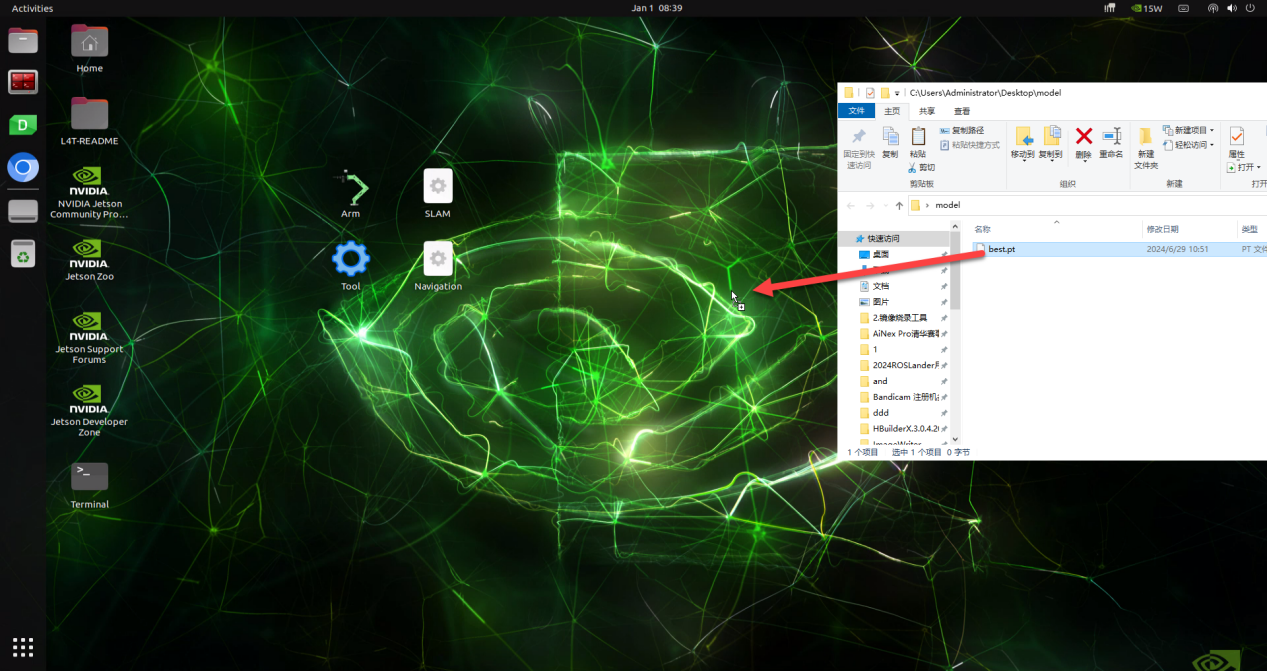 Activities
Jan 1 08:39
15W
Home
L4T-README
NVIDIA.
NVIDIA Jetson
Community Pro...
NVIDIA.
Jetson Zoo
NVIDIA.
Jetson Support
Forums
NVIDIA.
Jetson Developer
Zone
>_
Terminal
Arm
SLAM
Tool
Navigation
C:\Users\Administrator\Desktop\model
文件
主页
共享
查看
固定到快
速访问
复制
粘贴
复制路径
粘贴快捷方式
剪切
剪贴板
移动到
复制到
删除
重命名
组织
新建
文件夹
新建项目
轻松访问
新建
属性
打开
打开
model
快速访问
桌面
文档
图片
2.镜像烧录工具
AiNex Pro清华赛
1
2024ROSLander
and
Bandicam 注册机
ddd
HBuilderX.3.0.4.2
ImageWriter
名称
修改日期
类型
best.pt
2024/6/29 10:51
PT 文件
1 个项目
选中 1 个项目 0 字节